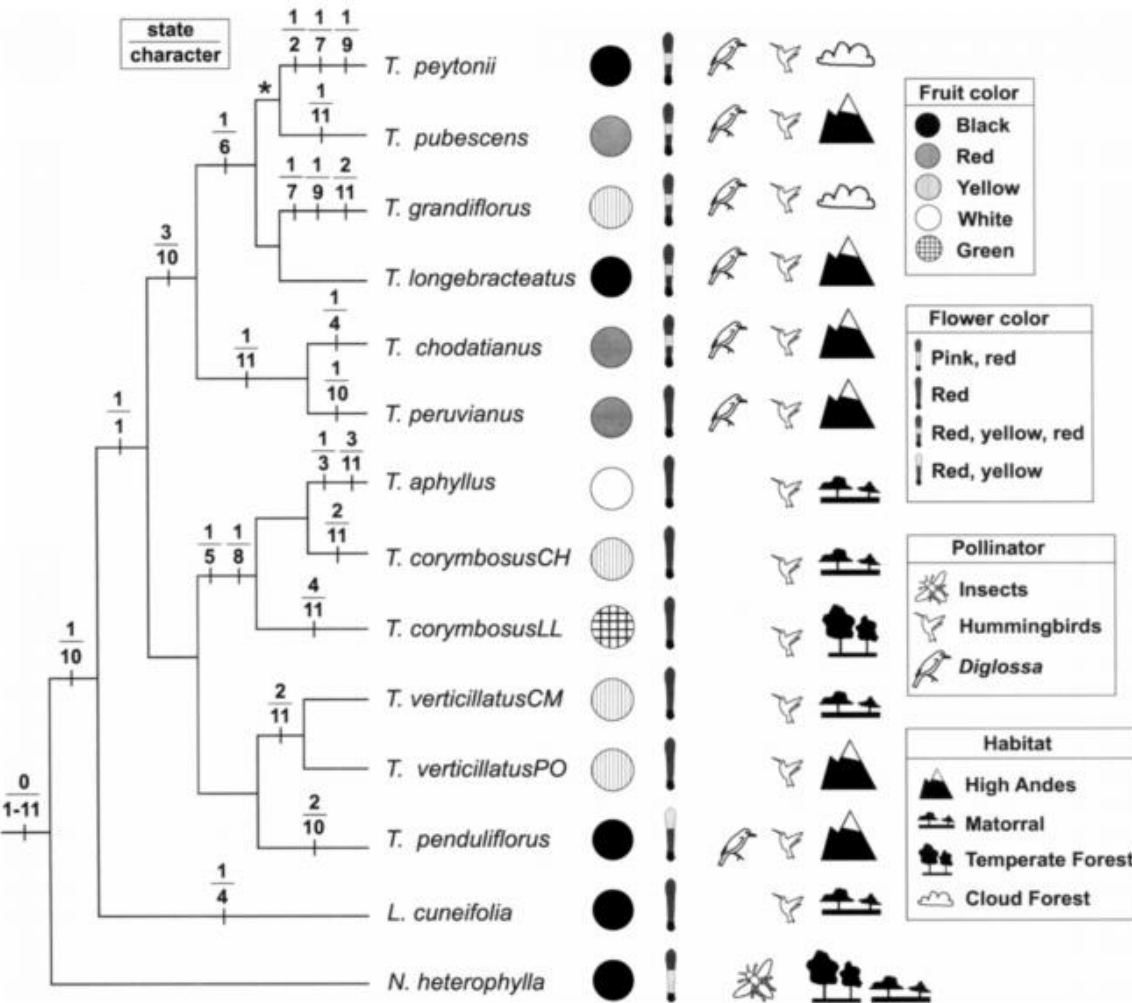 state
character
1 1 1
2 7 9
T. peytonii
*
1
11
T. pubescens
1
6
1 1 2
7 9 11
T. grandiflorus
3
10
T. longebracteatus
1
4
T. chodatianus
1
11
1
10
T. peruvianus
1
1
1 3
3 11
T. aphyllus
2
11
T. corymbosusCH
1 1
5 8
4
11
T. corymbosusLL
1
10
2
11
T. verticillatusCM
T. verticillatusPO
0
1-11
2
10
T. penduliflorus
1
4
L. cuneifolia
N. heterophylla
Fruit color
Black
Red
Yellow
White
Green
Flower color
Pink, red
Red
Red, yellow, red
Red, yellow
Pollinator
Insects
Hummingbirds
Diglossa
Habitat
High Andes
Matorral
Temperate Forest
Cloud Forest